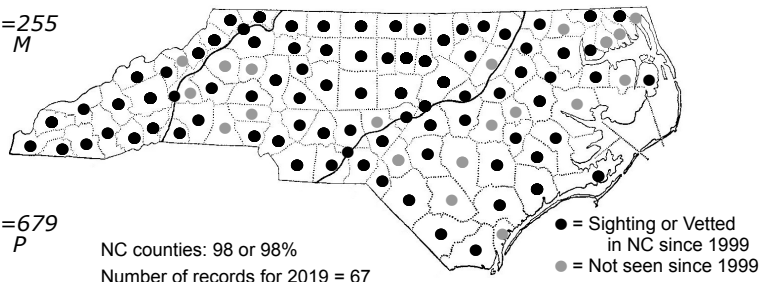 =255
M
=679
P
NC counties: 98 or 98%
Number of records for 2019 = 67
= Sighting or Vetted
in NC since 1999
= Not seen since 1999